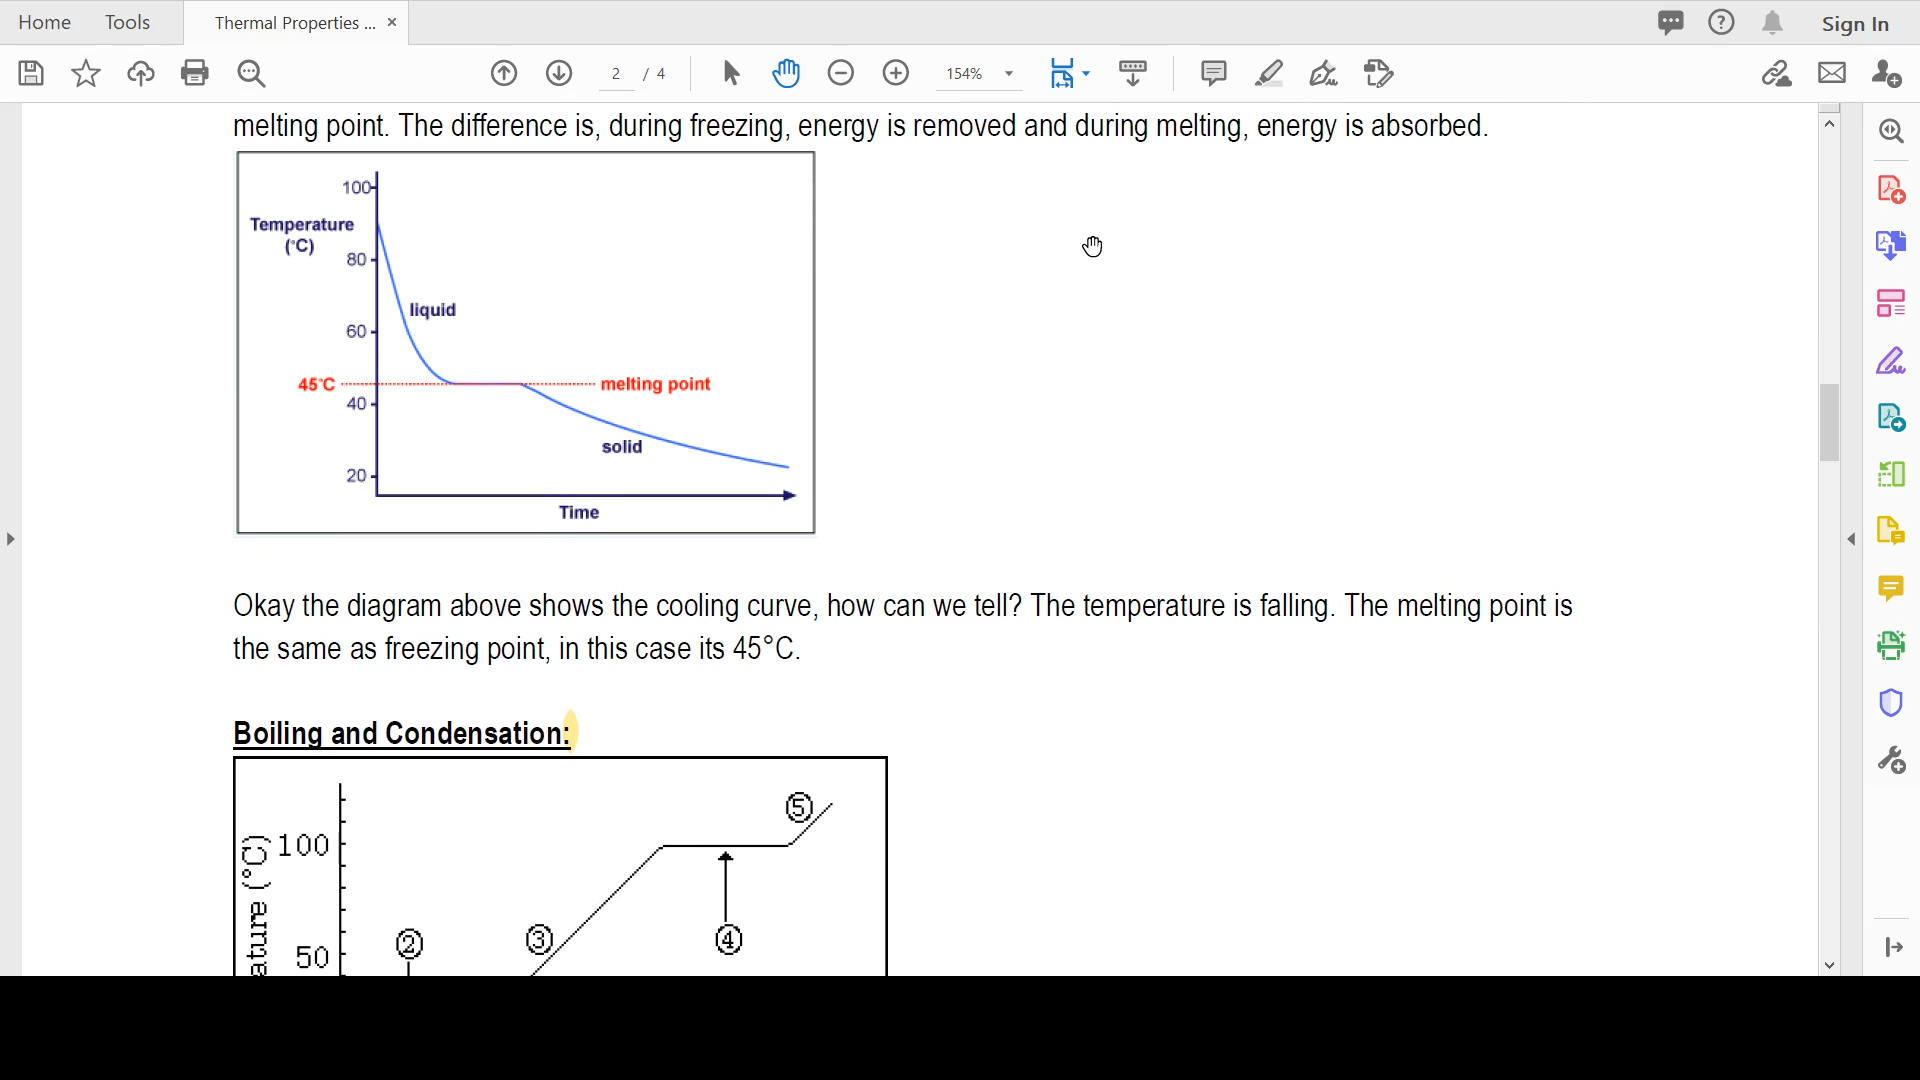 Home Tools Thermal Properties ... ×
Sign In
2 / 4 154%
melting point. The difference is, during freezing, energy is removed and during melting, energy is absorbed.
100
Temperature
(°C)
80
liquid
60
45°C melting point
40
solid
20
Time
Okay the diagram above shows the cooling curve, how can we tell? The temperature is falling. The melting point is
the same as freezing point, in this case its 45°C.
Boiling and Condensation:
⑤
100
ature (°C)
② ③ ④
50